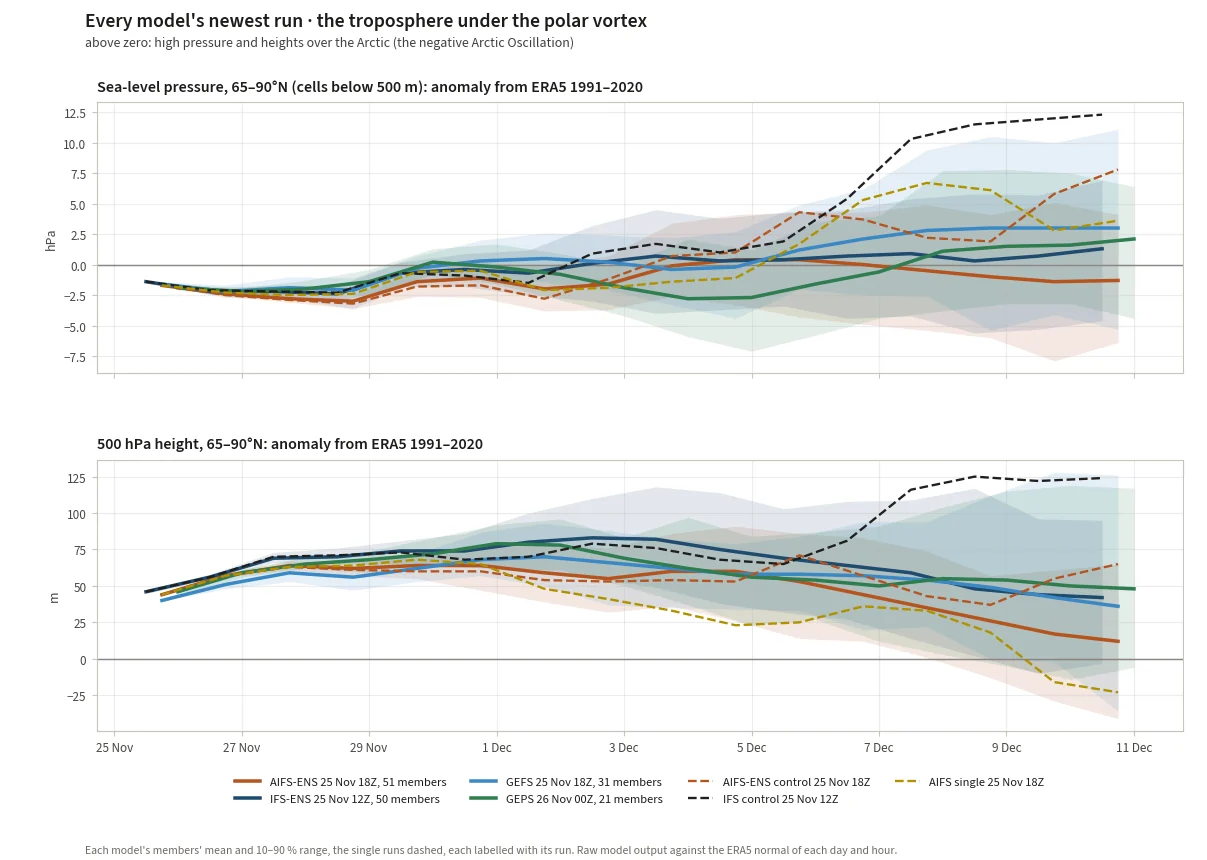 Every model's newest run · the troposphere under the polar vortex
above zero: high pressure and heights over the Arctic (the negative Arctic Oscillation)
Sea-level pressure, 65–90°N (cells below 500 m): anomaly from ERA5 1991–2020
12.5
10.0
7.5
5.0
2.5
0.0
−2.5
−5.0
−7.5
hPa
500 hPa height, 65–90°N: anomaly from ERA5 1991–2020
125
100
75
50
25
0
−25
m
25 Nov 27 Nov 29 Nov 1 Dec 3 Dec 5 Dec 7 Dec 9 Dec 11 Dec
AIFS-ENS 25 Nov 18Z, 51 members GEFS 25 Nov 18Z, 31 members AIFS-ENS control 25 Nov 18Z AIFS single 25 Nov 18Z
IFS-ENS 25 Nov 12Z, 50 members GEPS 26 Nov 00Z, 21 members IFS control 25 Nov 12Z
Each model's members' mean and 10–90 % range, the single runs dashed, each labelled with its run. Raw model output against the ERA5 normal of each day and hour.